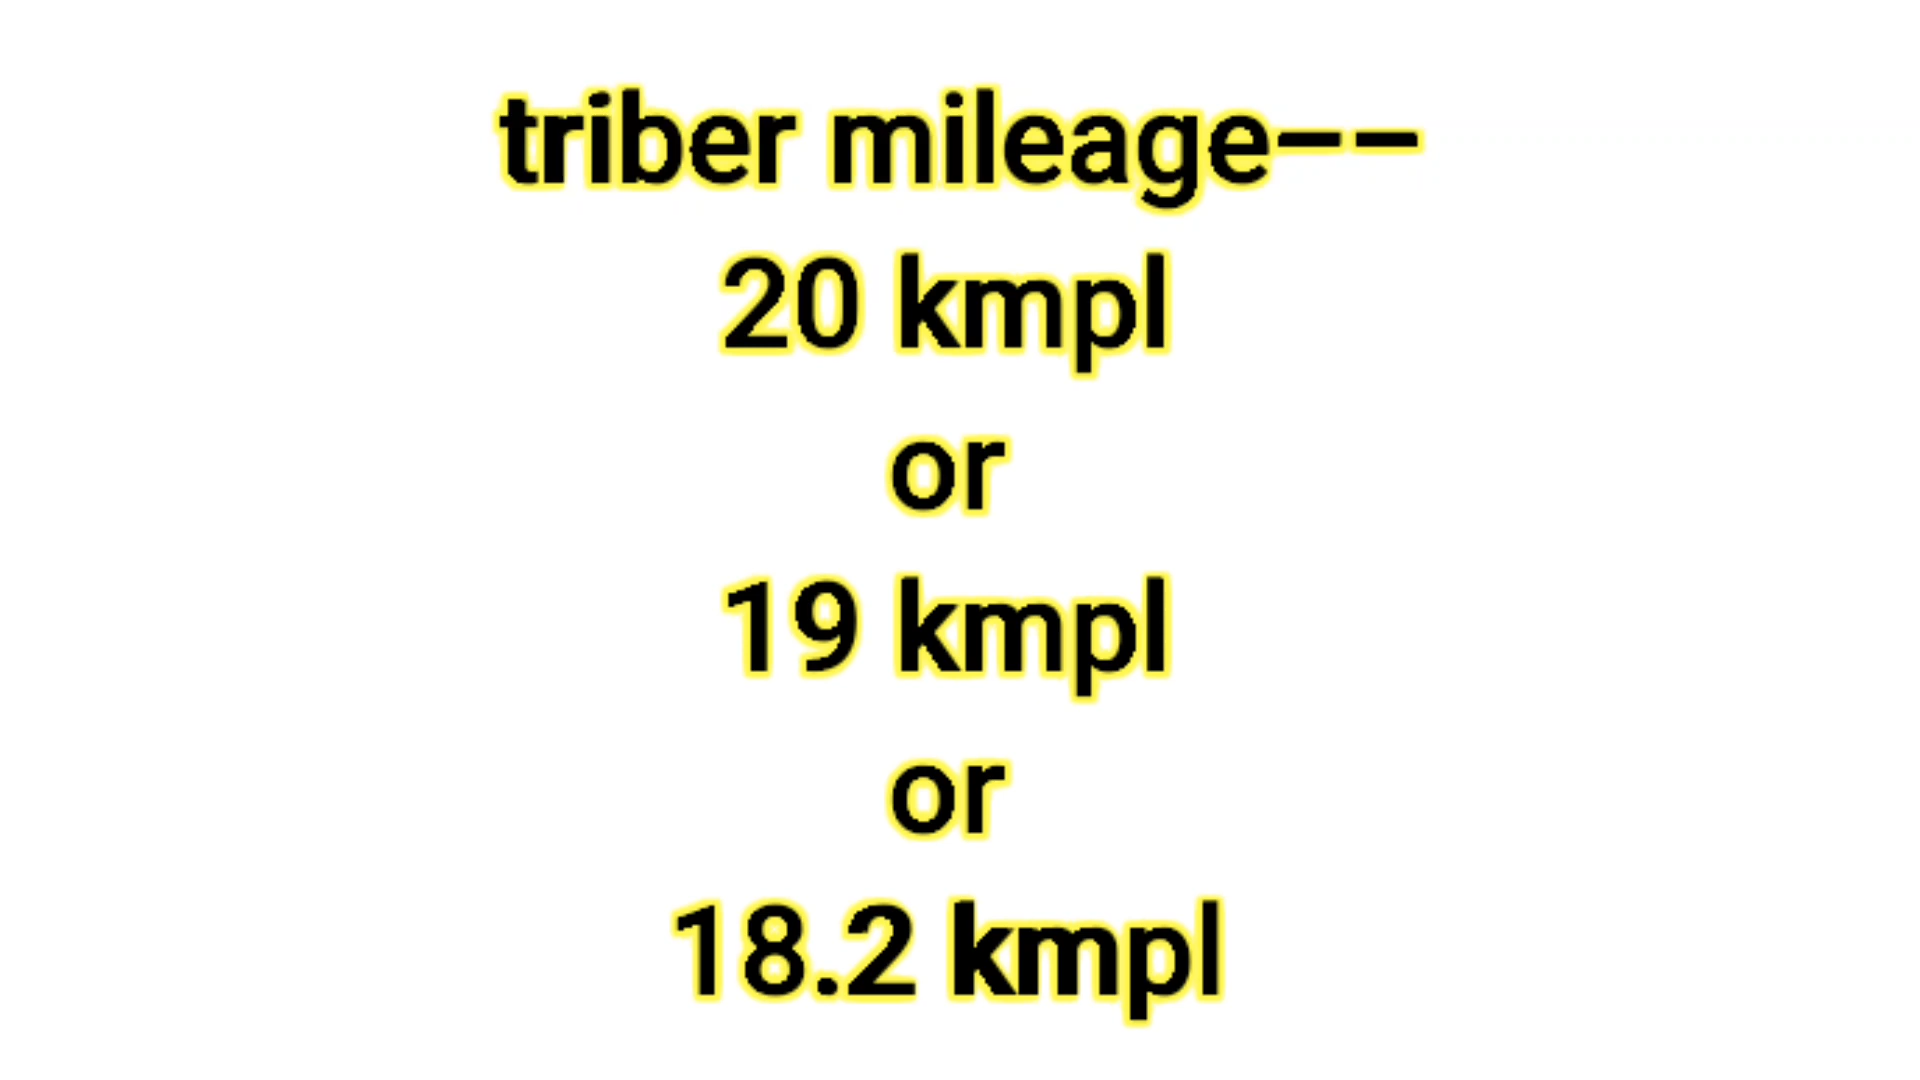 triber mileage--
20 kmpl
or
19 kmpl
or
18.2 kmpl